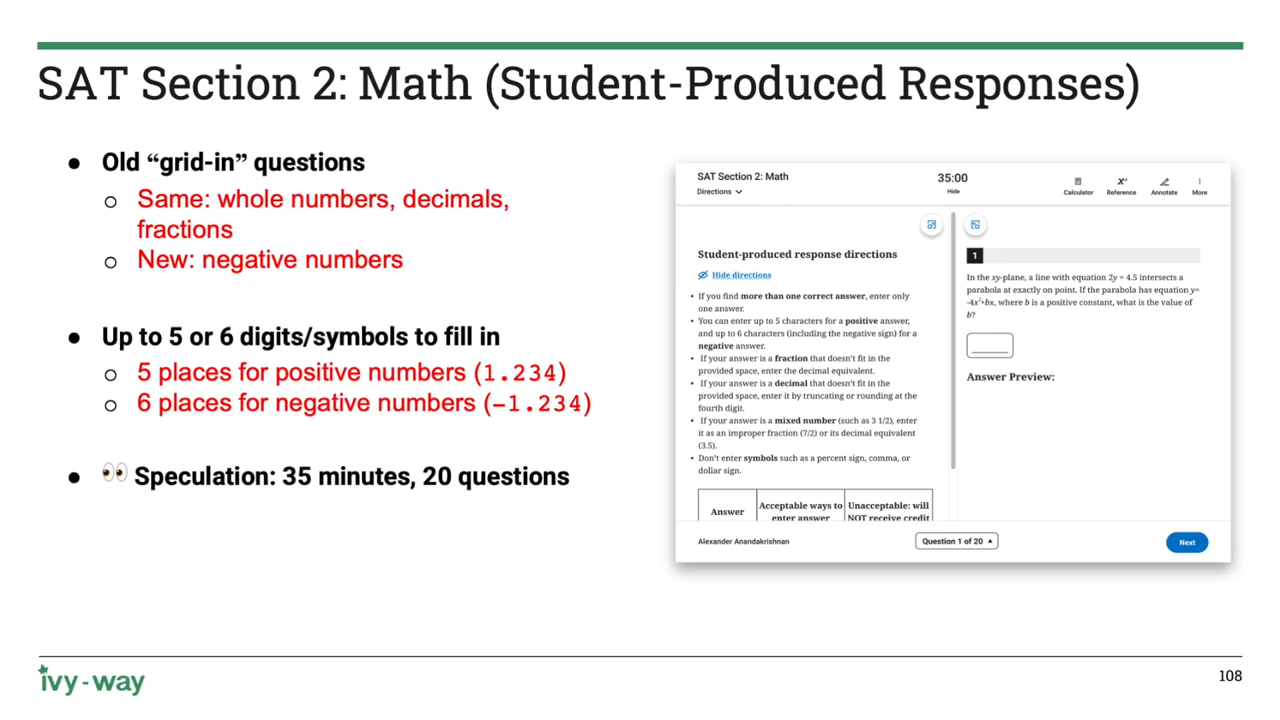 SAT Section 2: Math (Student-Produced Responses)
● Old “grid-in” questions
○ Same: whole numbers, decimals,
fractions
○ New: negative numbers
● Up to 5 or 6 digits/symbols to fill in
○ 5 places for positive numbers (1.234)
○ 6 places for negative numbers (−1.234)
● 👀 Speculation: 35 minutes, 20 questions
SAT Section 2: Math
Directions
35:00
Hide
Calculator
X²
Reference
Annotate
More
Student-produced response directions
Hide directions
• If you find more than one correct answer, enter only
one answer.
• You can enter up to 5 characters for a positive answer,
and up to 6 characters (including the negative sign) for a
negative answer.
• If your answer is a fraction that doesn’t fit in the
provided space, enter the decimal equivalent.
• If your answer is a decimal that doesn’t fit in the
provided space, enter it by truncating or rounding at the
fourth digit.
• If your answer is a mixed number (such as 3 1/2), enter
it as an improper fraction (7/2) or its decimal equivalent
(3.5).
• Don’t enter symbols such as a percent sign, comma, or
dollar sign.
Answer
Acceptable ways to
enter answer
Unacceptable: will
NOT receive credit
1
In the xy-plane, a line with equation 2y = 4.5 intersects a
parabola at exactly on point. If the parabola has equation y=
-4x²+bx, where b is a positive constant, what is the value of
b?
Answer Preview:
Alexander Anandakrishnan
Question 1 of 20
Next
ivy-way
108